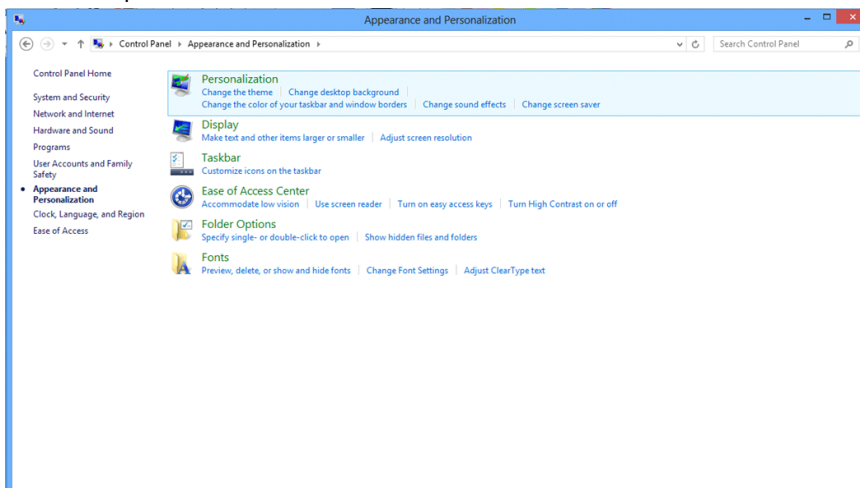 Appearance and Personalization
Control Panel Appearance and Personalization
Search Control Panel
Control Panel Home
System and Security
Network and Internet
Hardware and Sound
Programs
User Accounts and Family
Safety
Appearance and
Personalization
Clock, Language, and Region
Ease of Access
Personalization
Change the theme Change desktop background
Change the color of your taskbar and window borders Change sound effects Change screen saver
Display
Make text and other items larger or smaller Adjust screen resolution
Taskbar
Customize icons on the taskbar
Ease of Access Center
Accommodate low vision Use screen reader Turn on easy access keys Turn High Contrast on or off
Folder Options
Specify single- or double-click to open Show hidden files and folders
Fonts
Preview, delete, or show and hide fonts Change Font Settings Adjust ClearType text